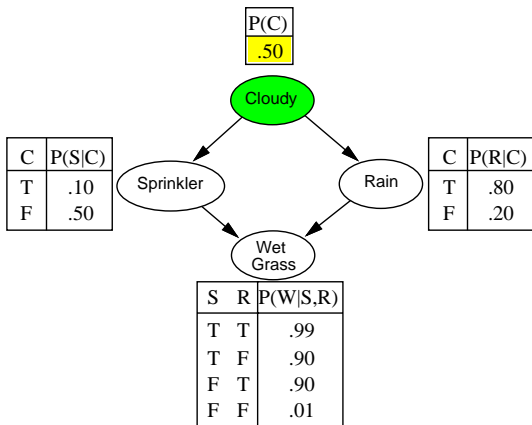 P(C)
.50
Cloudy
C P(S|C)
T .10
F .50
Sprinkler
Rain
C P(R|C)
T .80
F .20
Wet
Grass
S R P(W|S,R)
T T .99
T F .90
F T .90
F F .01